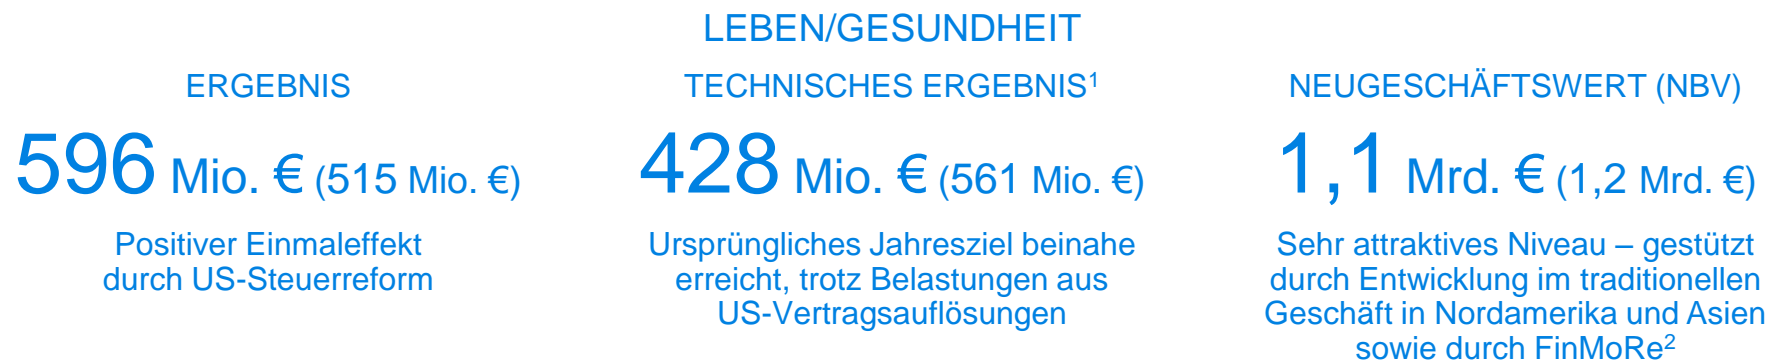 LEBEN/GESUNDHEIT
ERGEBNIS
596 Mio. € (515 Mio. €)
Positiver Einmaleffekt
durch US-Steuerreform
TECHNISCHES ERGEBNIS¹
428 Mio. € (561 Mio. €)
Ursprüngliches Jahresziel beinahe
erreicht, trotz Belastungen aus
US-Vertragsauflösungen
NEUGESCHÄFTSWERT (NBV)
1,1 Mrd. € (1,2 Mrd. €)
Sehr attraktives Niveau – gestützt
durch Entwicklung im traditionellen
Geschäft in Nordamerika und Asien
sowie durch FinMoRe²